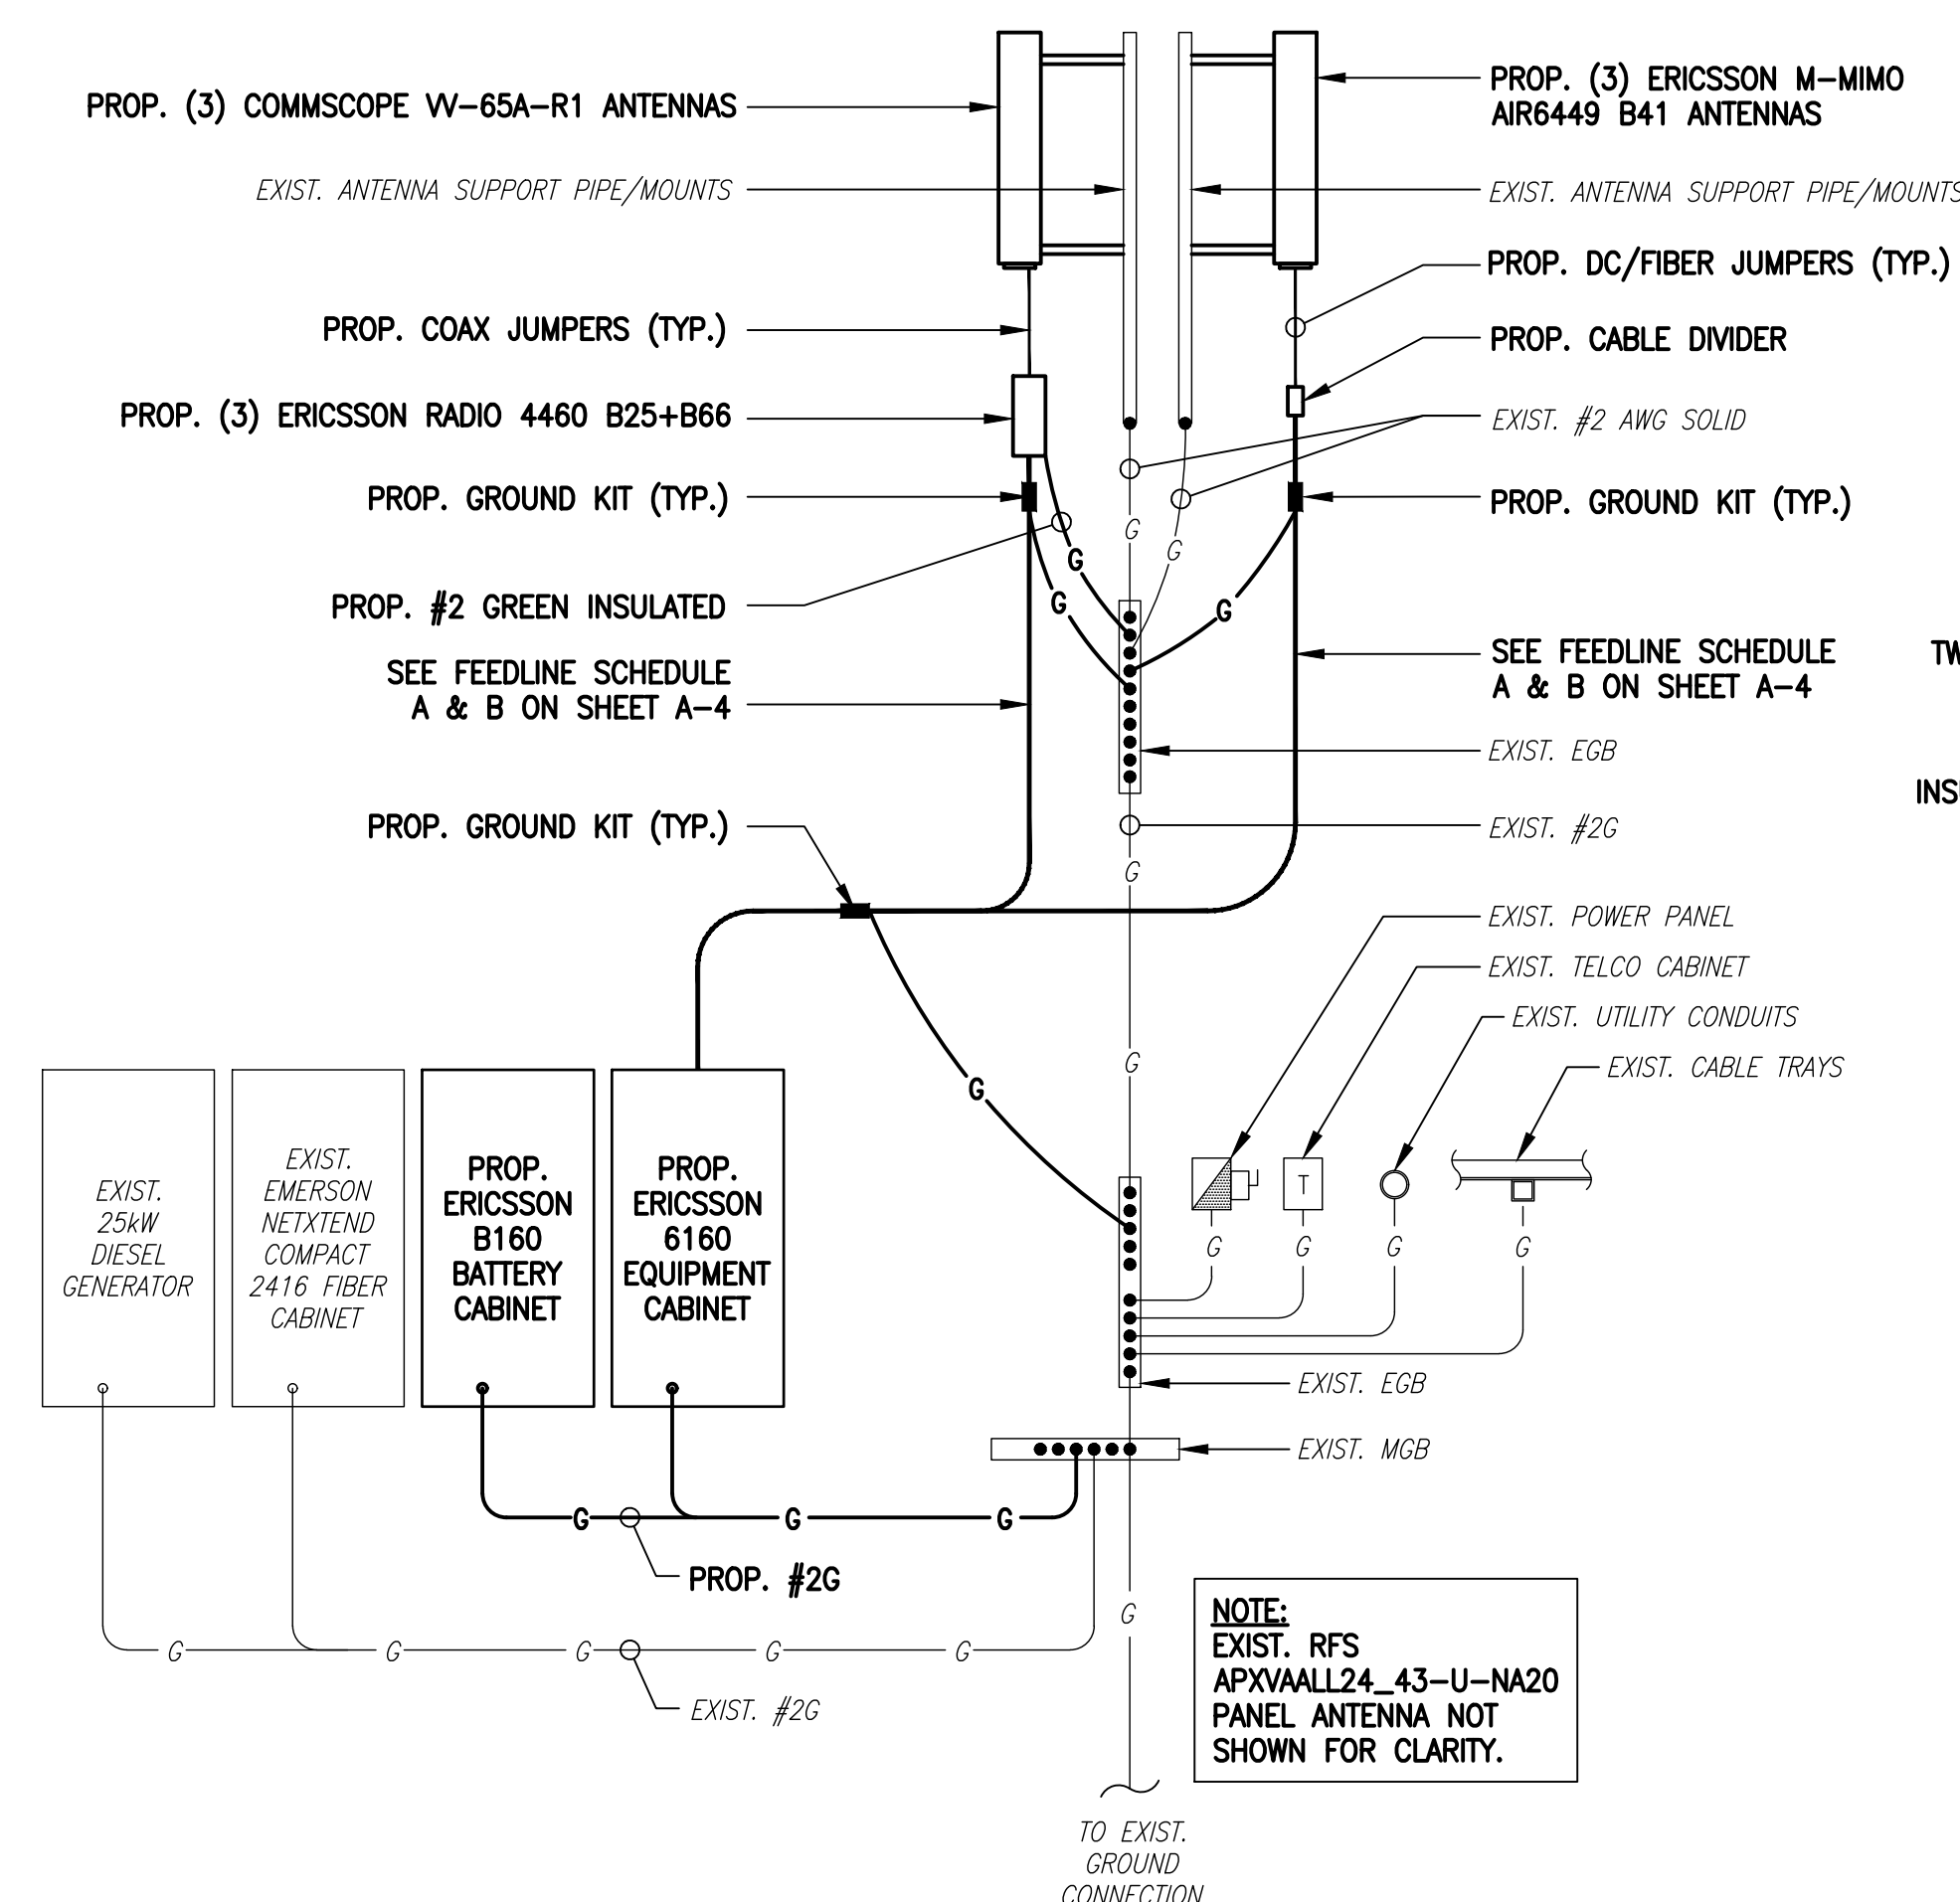 PROP. (3) COMMSCOPE VV-65A-R1 ANTENNAS
EXIST. ANTENNA SUPPORT PIPE/MOUNTS
PROP. COAX JUMPERS (TYP.)
PROP. (3) ERICSSON RADIO 4460 B25+B66
PROP. GROUND KIT (TYP.)
PROP. #2 GREEN INSULATED
SEE FEEDLINE SCHEDULE
A & B ON SHEET A-4
PROP. GROUND KIT (TYP.)
PROP. (3) ERICSSON M-MIMO
AIR6449 B41 ANTENNAS
EXIST. ANTENNA SUPPORT PIPE/MOUNTS
PROP. DC/FIBER JUMPERS (TYP.)
PROP. CABLE DIVIDER
EXIST. #2 AWG SOLID
PROP. GROUND KIT (TYP.)
SEE FEEDLINE SCHEDULE
A & B ON SHEET A-4
EXIST. EGB
EXIST. #2G
EXIST. POWER PANEL
EXIST. TELCO CABINET
EXIST. UTILITY CONDUITS
EXIST. CABLE TRAYS
G
G
G
G
G
G
G
G
T
G
G
G
G
EXIST.
25kW
DIESEL
GENERATOR
EXIST.
EMERSON
NETXTEND
COMPACT
2416 FIBER
CABINET
PROP.
ERICSSON
B160
BATTERY
CABINET
PROP.
ERICSSON
6160
EQUIPMENT
CABINET
EXIST. EGB
EXIST. MGB
G G G
PROP. #2G
G G G G G
EXIST. #2G
G
NOTE:
EXIST. RFS
APXVAALL24_43-U-NA20
PANEL ANTENNA NOT
SHOWN FOR CLARITY.
TO EXIST.
GROUND
CONNECTION